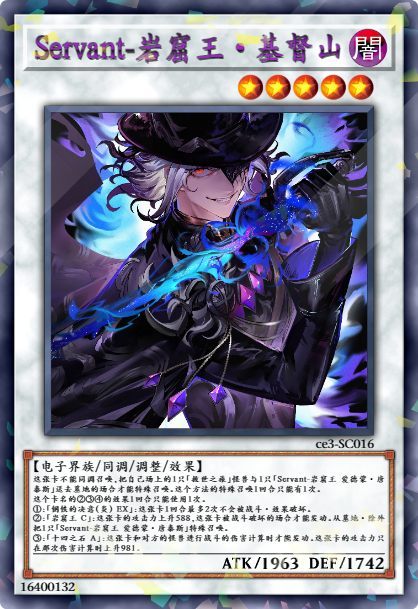 Servant-岩窟王·基督山
闇
ce3-SC016
【电子界族/同调/调整/效果】
这张卡不能同调召唤,把自己场上的1只「救世之骸」怪兽与1只「Servant-岩窟王 爱德蒙·唐
泰斯」送去墓地的场合才能特殊召唤。这个方法的特殊召唤1回合只能有1次。
这个卡名的②③④的效果1回合只能使用1次。
①:「钢铁的决意(炎) EX」:这张卡1回合最多2次不会被战斗·效果破坏。
②:「岩窟王 C」:这张卡的攻击力上升588。这张卡被战斗破坏的场合才能发动。从墓地·除外
把1只「Servant-岩窟王 爱德蒙·唐泰斯」特殊召唤。
③:「十四之石 A」:这张卡和对方的怪兽进行战斗的伤害计算时才能发动。这张卡的攻击力只
在那次伤害计算时上升981.
ATK/1963 DEF/1742
16400132